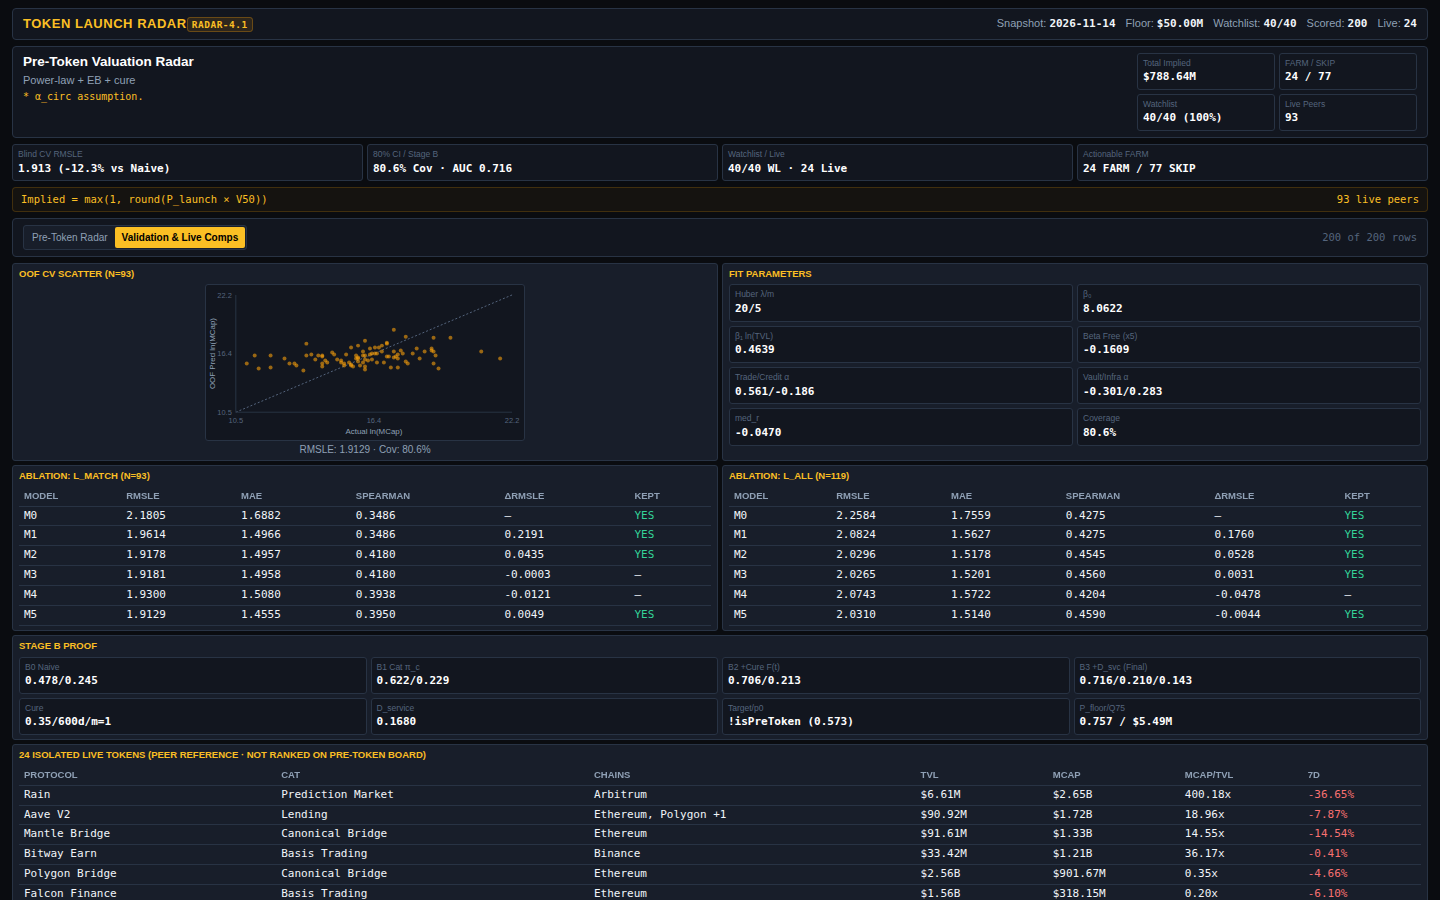 TOKEN LAUNCH RADAR RADAR-4.1 Snapshot: 2026-11-14 Floor: $50.00M Watchlist: 40/40 Scored: 200 Live: 24
Pre-Token Valuation Radar
Power-law + EB + cure
* α_circ assumption.
Total Implied
$788.64M
FARM / SKIP
24 / 77
Watchlist
40/40 (100%)
Live Peers
93
Blind CV RMSLE
1.913 (-12.3% vs Naive)
80% CI / Stage B
80.6% Cov · AUC 0.716
Watchlist / Live
40/40 WL · 24 Live
Actionable FARM
24 FARM / 77 SKIP
Implied = max(1, round(P_launch × V50)) 93 live peers
Pre-Token Radar Validation & Live Comps 200 of 200 rows
OOF CV SCATTER (N=93)
22.2
16.4
10.5
OOF Pred ln(MCap)
10.5 16.4 22.2
Actual ln(MCap)
RMSLE: 1.9129 · Cov: 80.6%
FIT PARAMETERS
Huber λ/m
20/5
β₀
8.0622
β₁ ln(TVL)
0.4639
Beta Free (x5)
-0.1609
Trade/Credit α
0.561/-0.186
Vault/Infra α
-0.301/0.283
med_r
-0.0470
Coverage
80.6%
ABLATION: L_MATCH (N=93)
MODEL RMSLE MAE SPEARMAN ΔRMSLE KEPT
M0 2.1805 1.6882 0.3486 — YES
M1 1.9614 1.4966 0.3486 0.2191 YES
M2 1.9178 1.4957 0.4180 0.0435 YES
M3 1.9181 1.4958 0.4180 -0.0003 —
M4 1.9300 1.5080 0.3938 -0.0121 —
M5 1.9129 1.4555 0.3950 0.0049 YES
ABLATION: L_ALL (N=119)
MODEL RMSLE MAE SPEARMAN ΔRMSLE KEPT
M0 2.2584 1.7559 0.4275 — YES
M1 2.0824 1.5627 0.4275 0.1760 YES
M2 2.0296 1.5178 0.4545 0.0528 YES
M3 2.0265 1.5201 0.4560 0.0031 YES
M4 2.0743 1.5722 0.4204 -0.0478 —
M5 2.0310 1.5140 0.4590 -0.0044 YES
STAGE B PROOF
B0 Naive
0.478/0.245
B1 Cat π_c
0.622/0.229
B2 +Cure F(t)
0.706/0.213
B3 +D_svc (Final)
0.716/0.210/0.143
Cure
0.35/600d/m=1
D_service
0.1680
Target/p0
!isPreToken (0.573)
P_floor/Q75
0.757 / $5.49M
24 ISOLATED LIVE TOKENS (PEER REFERENCE · NOT RANKED ON PRE-TOKEN BOARD)
PROTOCOL CAT CHAINS TVL MCAP MCAP/TVL 7D
Rain Prediction Market Arbitrum $6.61M $2.65B 400.18x -36.65%
Aave V2 Lending Ethereum, Polygon +1 $90.92M $1.72B 18.96x -7.87%
Mantle Bridge Canonical Bridge Ethereum $91.61M $1.33B 14.55x -14.54%
Bitway Earn Basis Trading Binance $33.42M $1.21B 36.17x -0.41%
Polygon Bridge Canonical Bridge Ethereum $2.56B $901.67M 0.35x -4.66%
Falcon Finance Basis Trading Ethereum $1.56B $318.15M 0.20x -6.10%